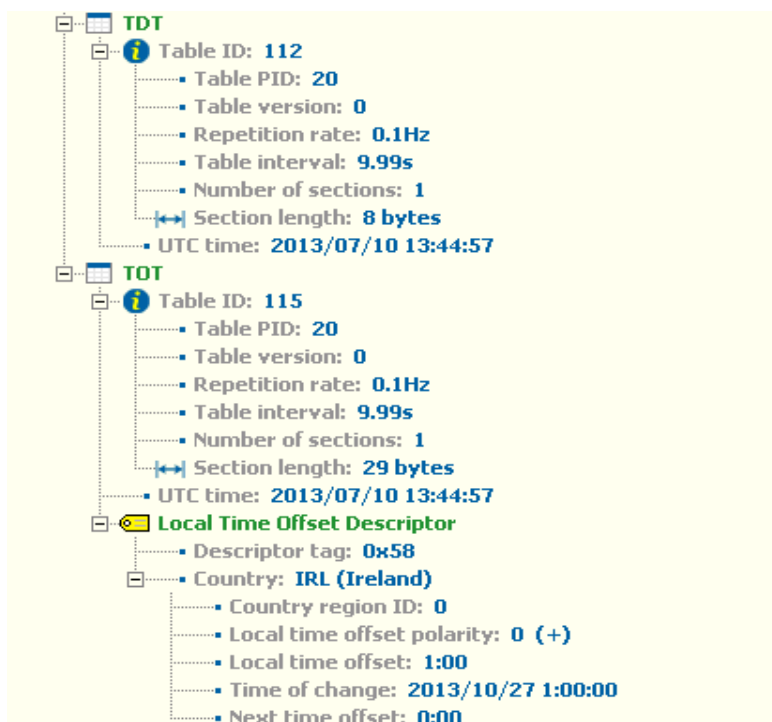 TDT
Table ID: 112
Table PID: 20
Table version: 0
Repetition rate: 0.1Hz
Table interval: 9.99s
Number of sections: 1
Section length: 8 bytes
UTC time: 2013/07/10 13:44:57
TOT
Table ID: 115
Table PID: 20
Table version: 0
Repetition rate: 0.1Hz
Table interval: 9.99s
Number of sections: 1
Section length: 29 bytes
UTC time: 2013/07/10 13:44:57
Local Time Offset Descriptor
Descriptor tag: 0x58
Country: IRL (Ireland)
Country region ID: 0
Local time offset polarity: 0 (+)
Local time offset: 1:00
Time of change: 2013/10/27 1:00:00
Next time offset: 0:00